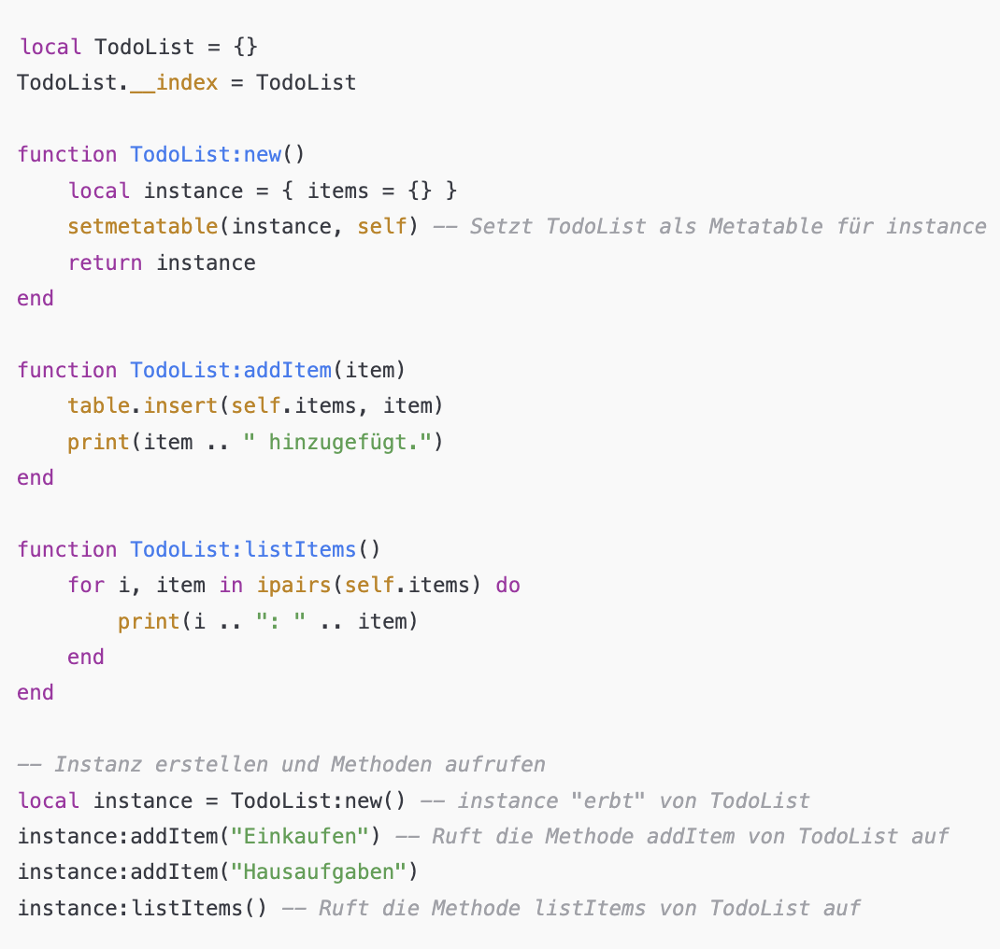 local TodoList = {}
TodoList.__index = TodoList

function TodoList:new()
    local instance = { items = {} }
    setmetatable(instance, self) -- Setzt TodoList als Metatable für instance
    return instance
end

function TodoList:addItem(item)
    table.insert(self.items, item)
    print(item .. " hinzugefügt.")
end

function TodoList:listItems()
    for i, item in ipairs(self.items) do
        print(i .. ": " .. item)
    end
end

-- Instanz erstellen und Methoden aufrufen
local instance = TodoList:new() -- instance "erbt" von TodoList
instance:addItem("Einkaufen") -- Ruft die Methode addItem von TodoList auf
instance:addItem("Hausaufgaben")
instance:listItems() -- Ruft die Methode listItems von TodoList auf